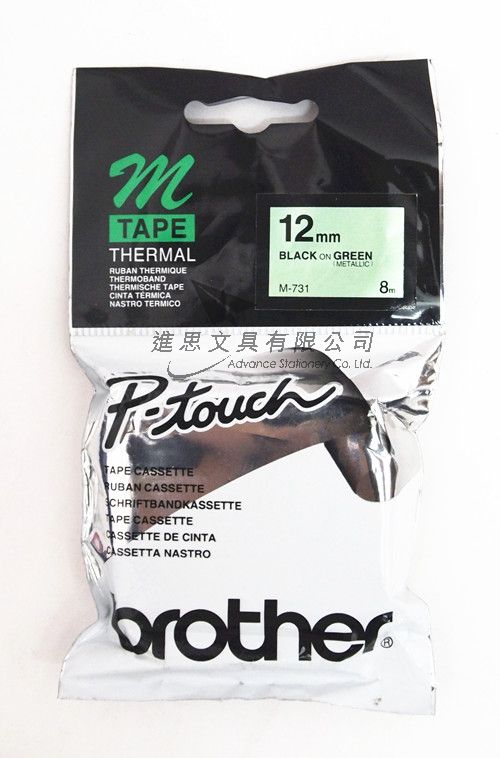 M
TAPE
THERMAL
RUBAN THERMIQUE
THERMOBAND
THERMISCHE TAPE
CINTA TÉRMICA
NASTRO TERMICO
12mm
BLACK ON GREEN
(METALLIC)
M-731 8m
進思文具有限公司
Advance Stationery Co. Ltd.
P-touch
TAPE CASSETTE
RUBAN CASSETTE
SCHRIFTBANDKASSETTE
TAPE CASSETTE
CASSETTE DE CINTA
CASSETTA NASTRO
brother®